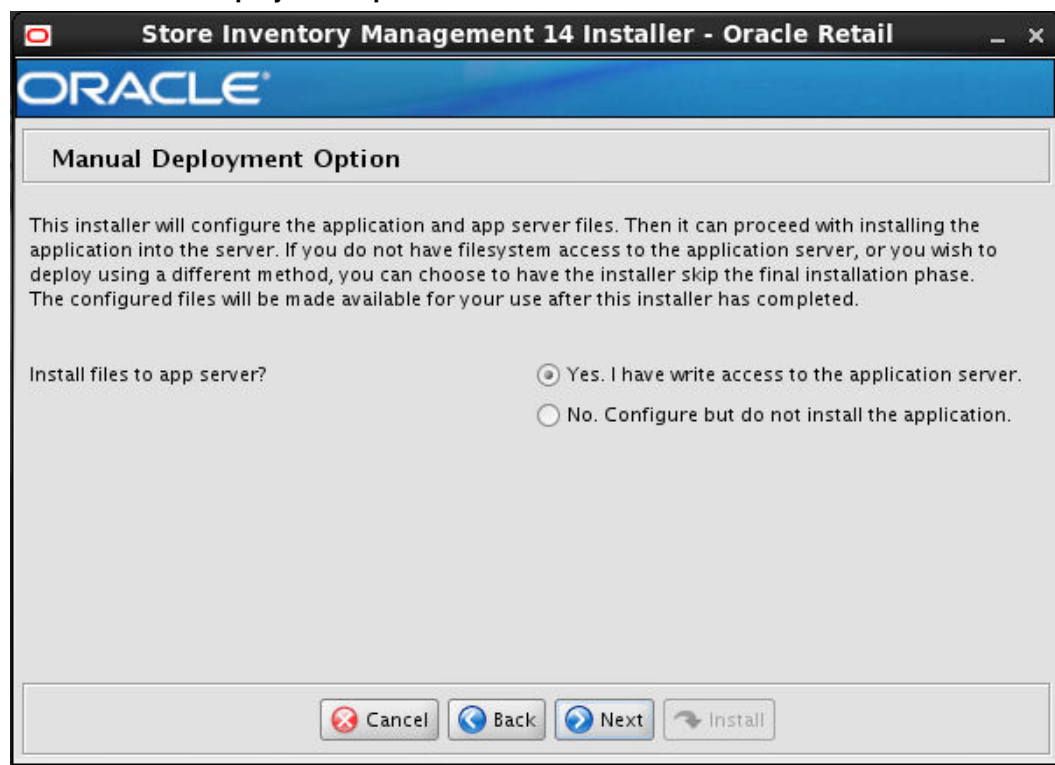 Store Inventory Management 14 Installer - Oracle Retail
ORACLE
Manual Deployment Option
This installer will configure the application and app server files. Then it can proceed with installing the
application into the server. If you do not have filesystem access to the application server, or you wish to
deploy using a different method, you can choose to have the installer skip the final installation phase.
The configured files will be made available for your use after this installer has completed.
Install files to app server?
Yes. I have write access to the application server.
No. Configure but do not install the application.
Cancel Back Next Install